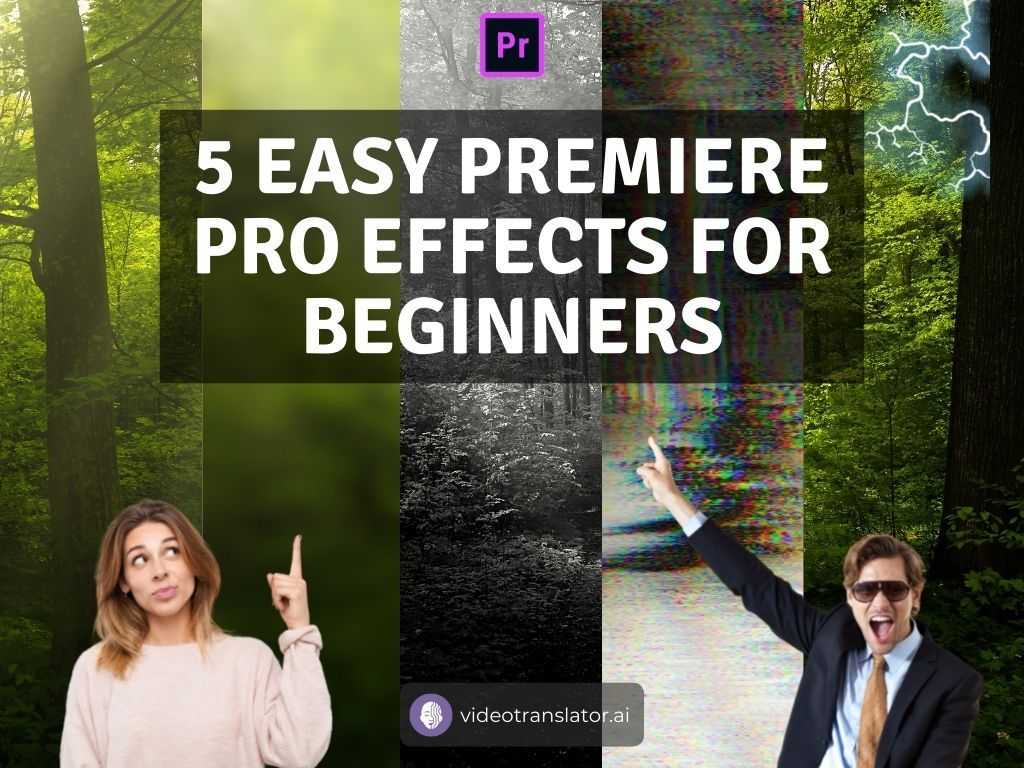 Pr
5 EASY PREMIERE
PRO EFFECTS FOR
BEGINNERS
videotranslator.ai